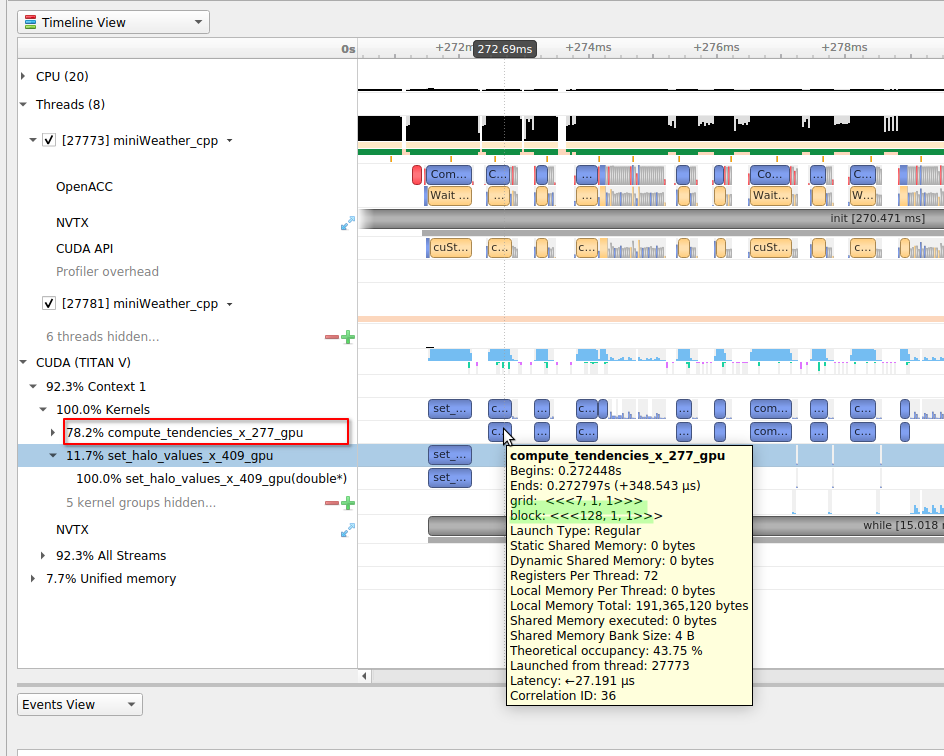 Timeline View
0s
+272m
272.69ms
+274ms
+276ms
+278ms
CPU (20)
Threads (8)
[27773] miniWeather_cpp
OpenACC
Com... C... ... Co... ... C...
Wait ... ... ... Wait... ... W...
NVTX
init [270.471 ms]
CUDA API
cuSt... c... c... cuSt... c... c...
Profiler overhead
[27781] miniWeather_cpp
6 threads hidden...
CUDA (TITAN V)
92.3% Context 1
100.0% Kernels
set_... c... ... c... ... com... ... c...
78.2% compute_tendencies_x_277_gpu
c... ... c... ... com... ... c...
11.7% set_halo_values_x_409_gpu
set_...
100.0% set_halo_values_x_409_gpu(double*)
set_...
5 kernel groups hidden...
NVTX
while [15.018 m
92.3% All Streams
7.7% Unified memory
compute_tendencies_x_277_gpu
Begins: 0.272448s
Ends: 0.272797s (+348.543 μs)
grid: <<<7, 1, 1>>>
block: <<<128, 1, 1>>>
Launch Type: Regular
Static Shared Memory: 0 bytes
Dynamic Shared Memory: 0 bytes
Registers Per Thread: 72
Local Memory Per Thread: 0 bytes
Local Memory Total: 191,365,120 bytes
Shared Memory executed: 0 bytes
Shared Memory Bank Size: 4 B
Theoretical occupancy: 43.75 %
Launched from thread: 27773
Latency: ←27.191 μs
Correlation ID: 36
Events View